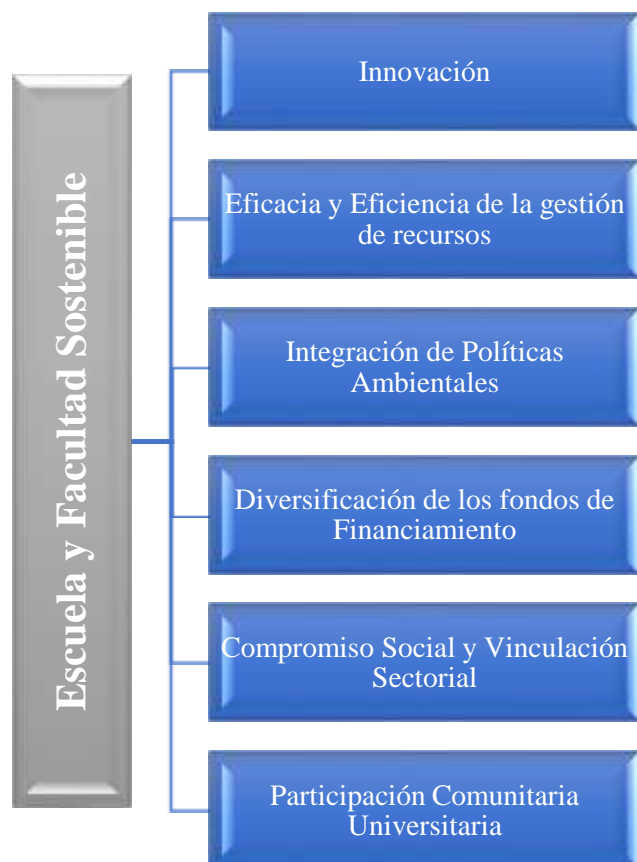 Escuela y Facultad Sostenible
Innovación
Eficacia y Eficiencia de la gestión
de recursos
Integración de Políticas
Ambientales
Diversificación de los fondos de
Financiamiento
Compromiso Social y Vinculación
Sectorial
Participación Comunitaria
Universitaria